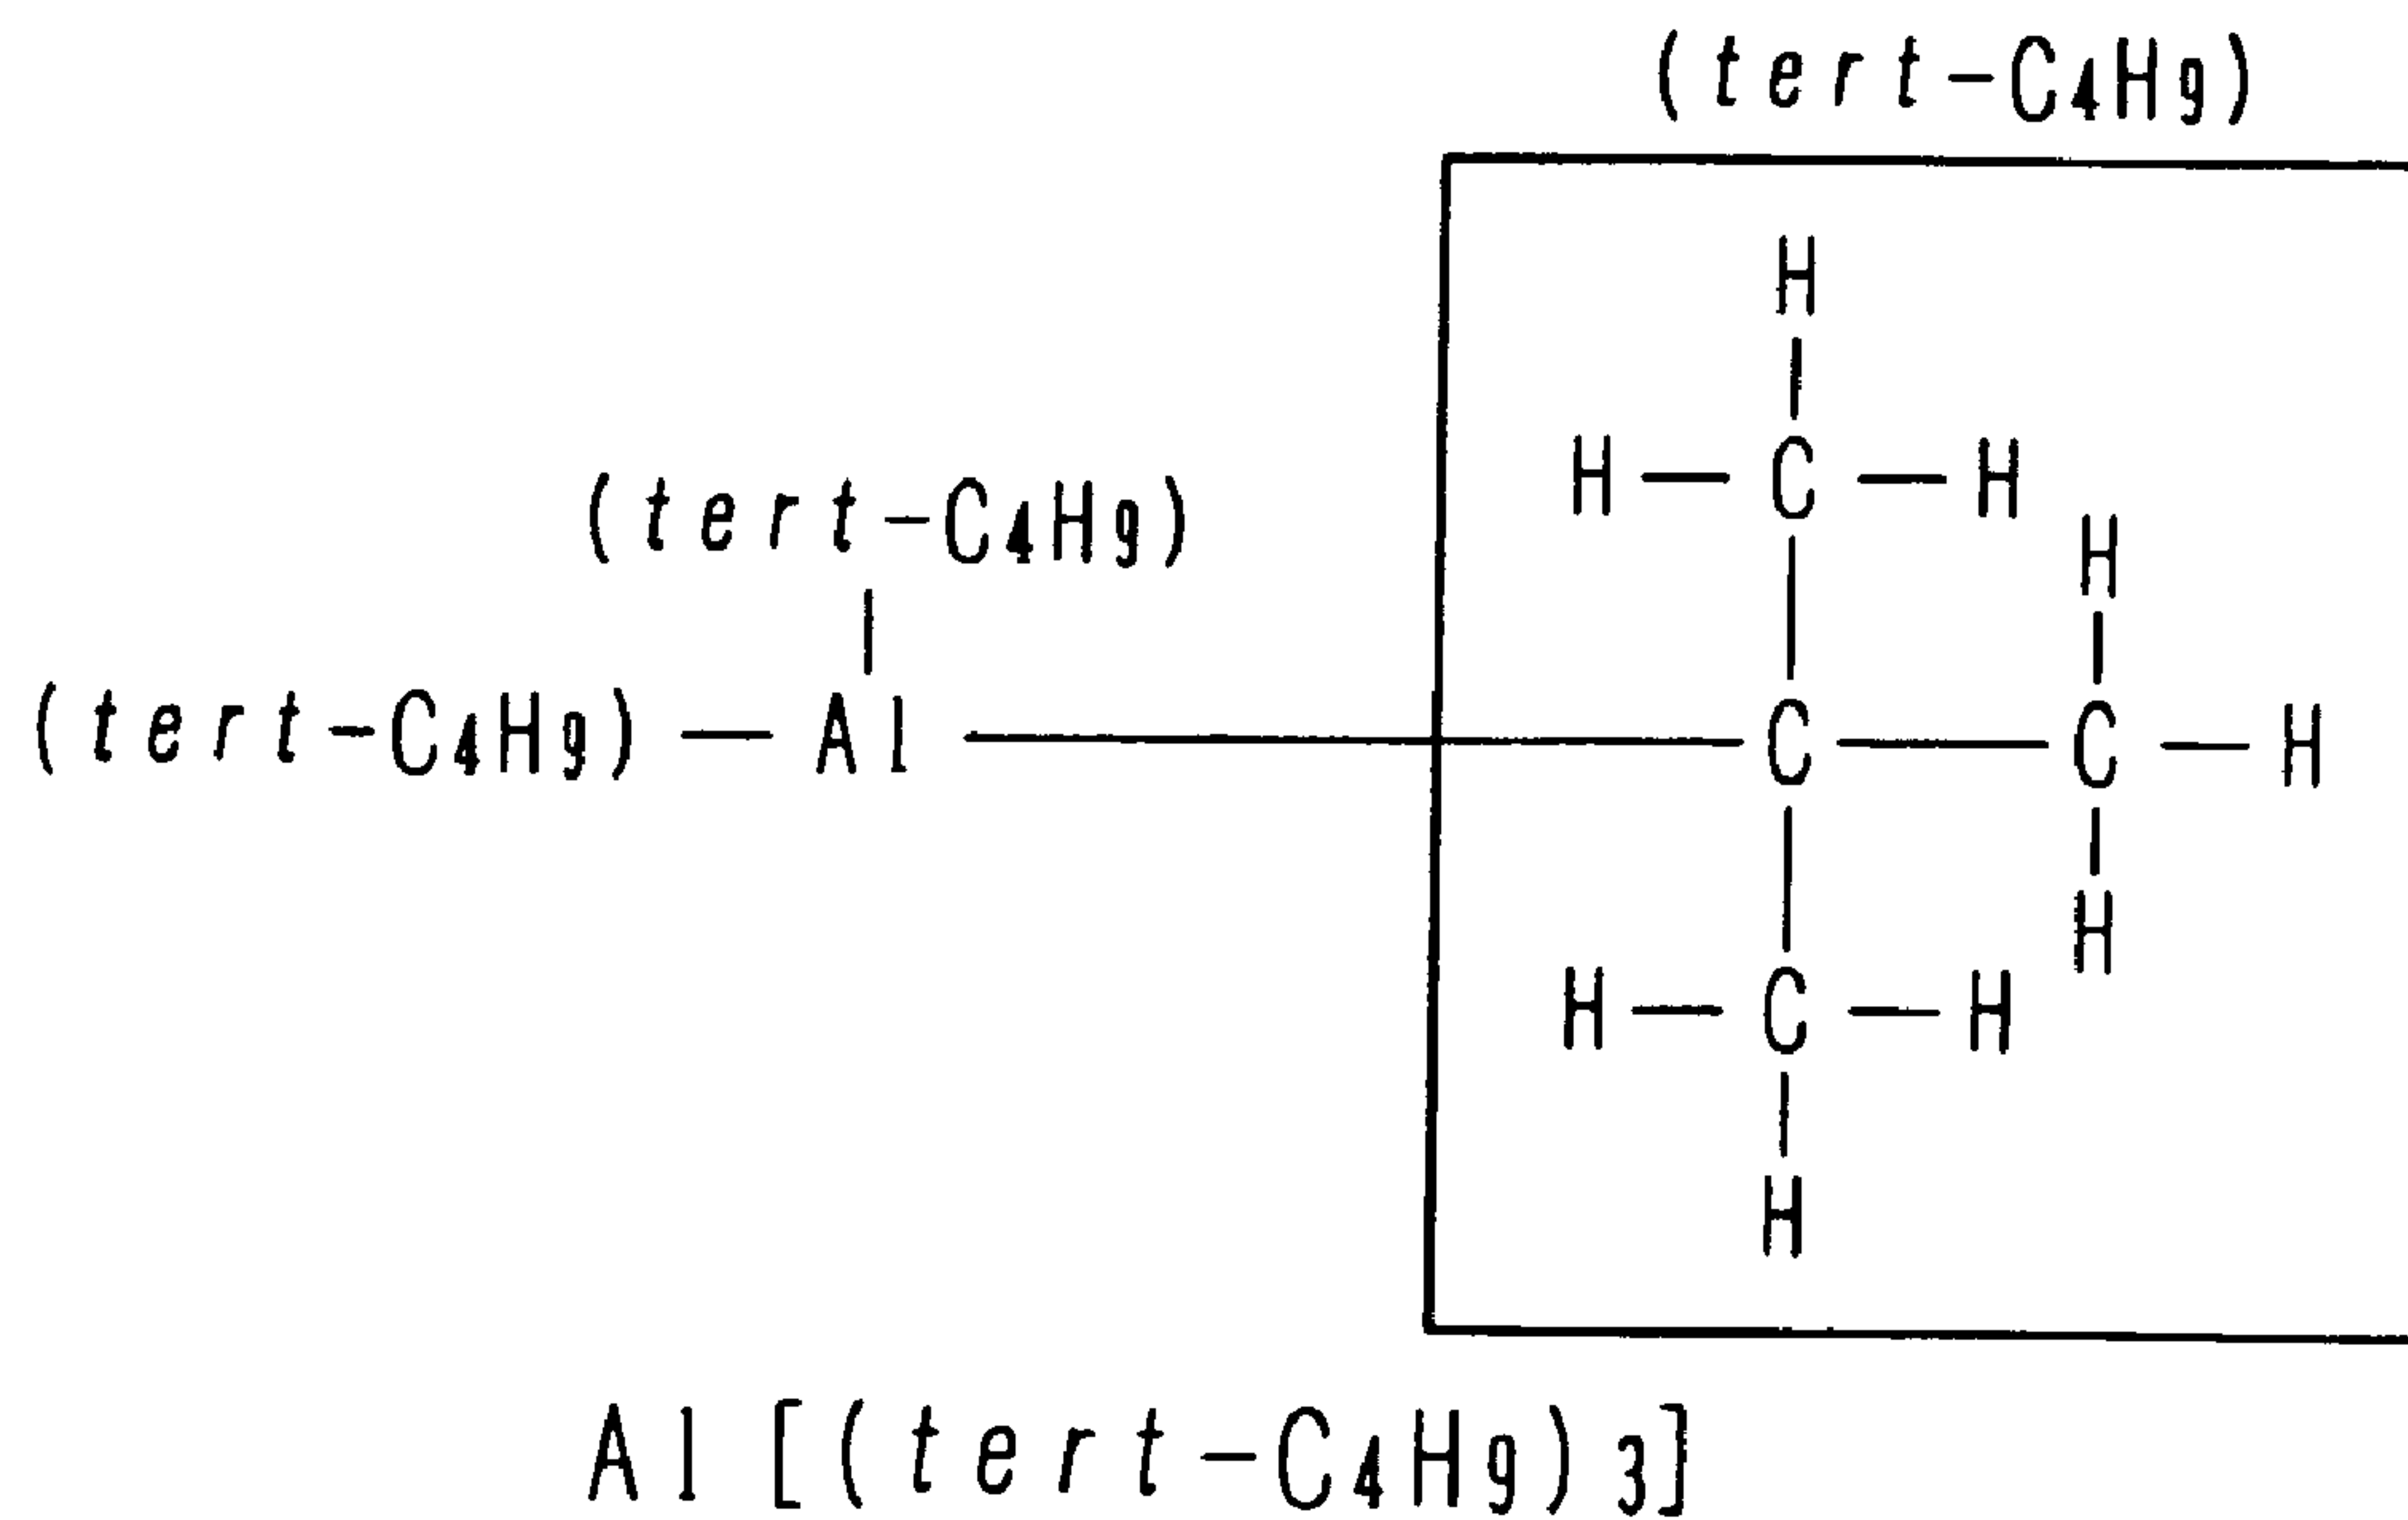 (tert-C4H9)
H
H-C-H
(tert-C4H9)
H
(tert-C4H9)-Al-C-C-H
H
H-C-H
H
Al[(tert-C4H9)3]